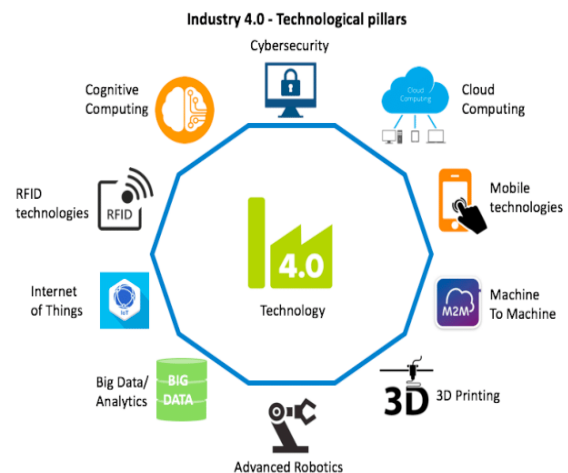 Industry 4.0 - Technological pillars
Cybersecurity
Cognitive
Computing
Cloud
Computing
Cloud
Computing
RFID
technologies
RFID
Mobile
technologies
4.0
Technology
Internet
of Things
IoT
M2M
Machine
To Machine
Big Data/
Analytics
BIG
DATA
3D
3D Printing
Advanced Robotics